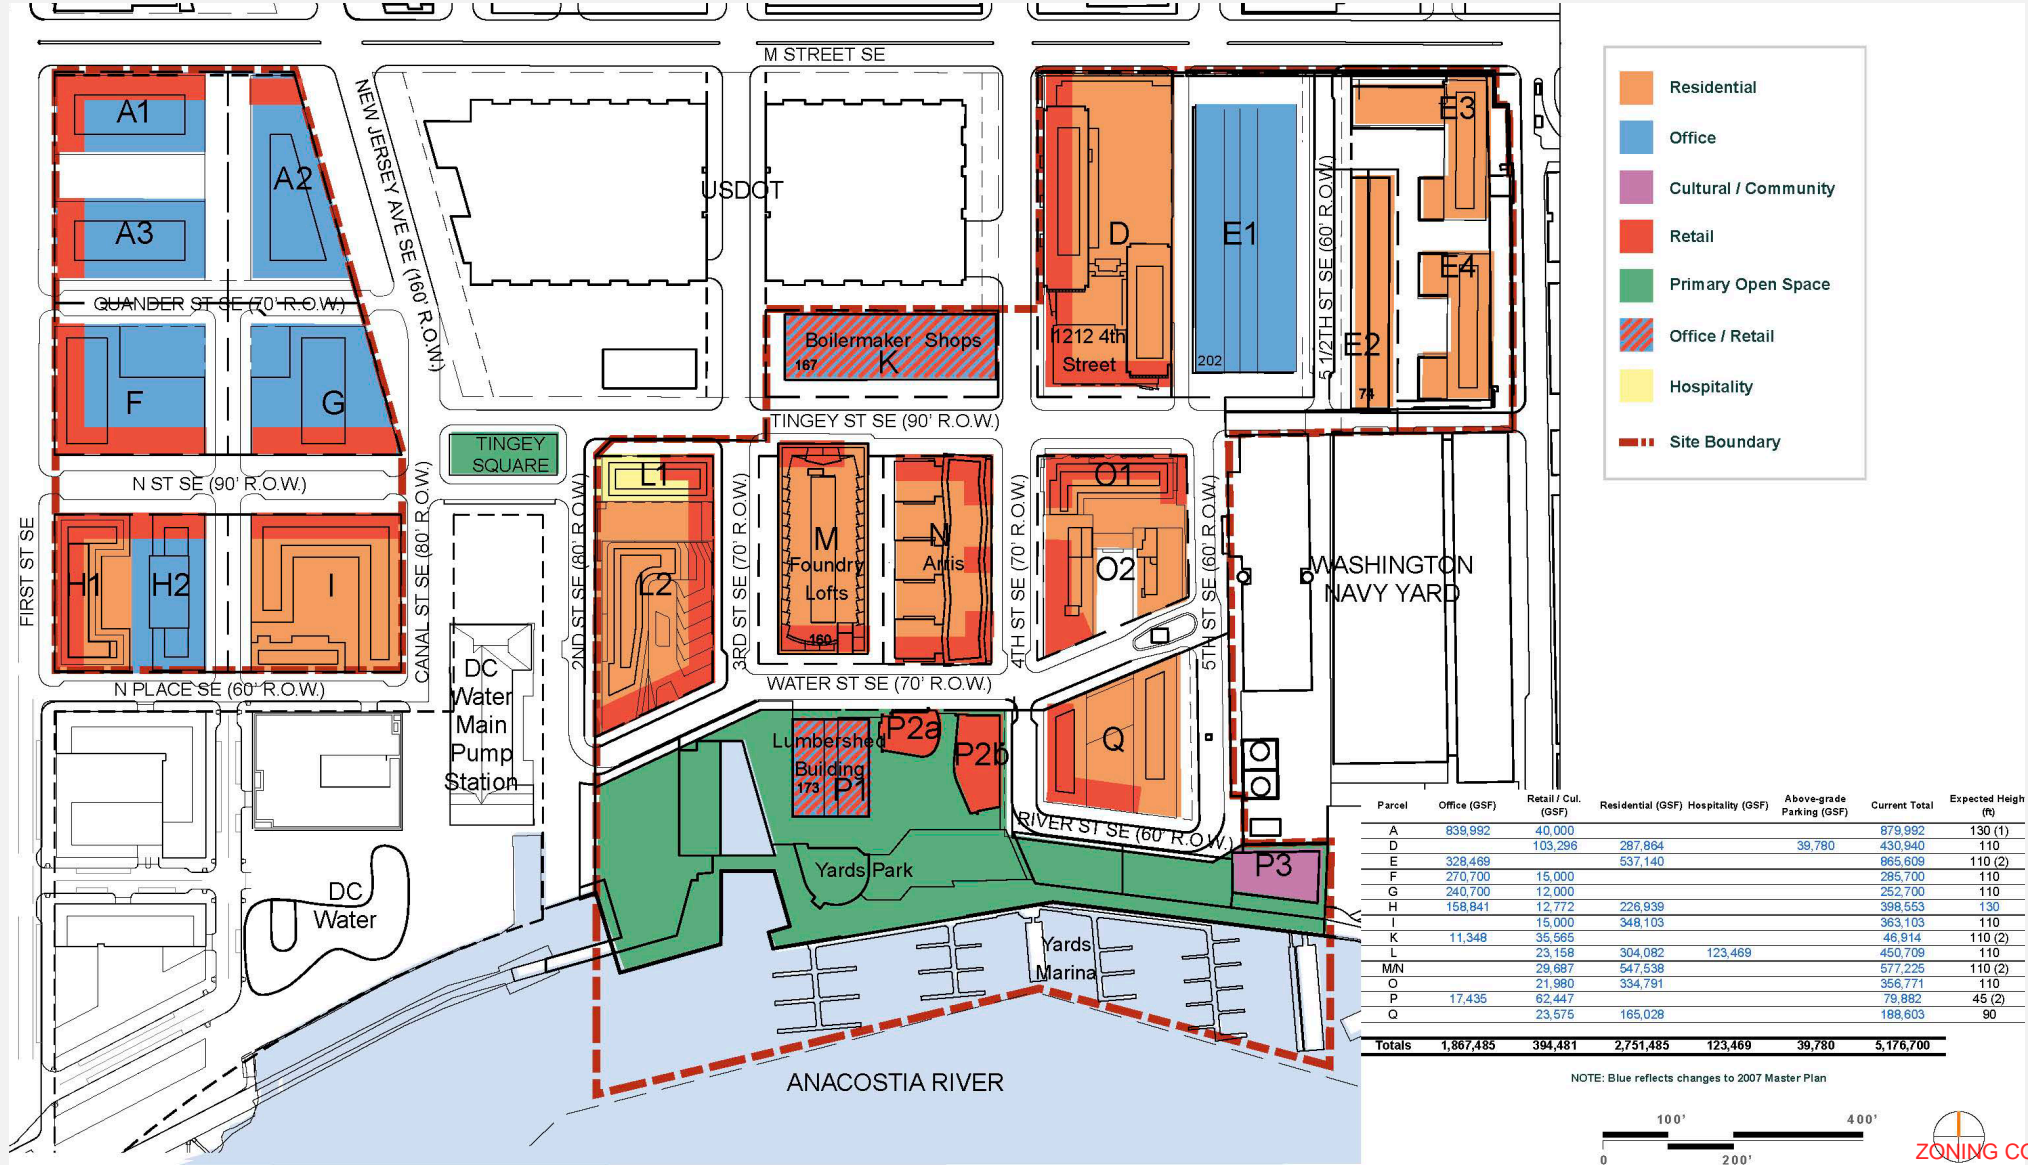 M STREET SE
NEW JERSEY AVE SE (160' R.O.W.)
A1
A2
A3
USDOT
D
E1
E3
E4
E2
5 1/2TH ST SE (60' R.O.W.)
QUANDER ST SE (70' R.O.W.)
Boilermaker Shops
167
K
1212 4th
Street
202
74
F
G
TINGEY ST SE (90' R.O.W.)
TINGEY
SQUARE
N ST SE (90' R.O.W.)
FIRST ST SE
CANAL ST SE (80' R.O.W.)
2ND ST SE (80' R.O.W.)
3RD ST SE (70' R.O.W.)
4TH ST SE (70' R.O.W.)
5TH ST SE (60' R.O.W.)
L1
L2
M
Foundry
Lofts
160
N
Arris
O1
O2
WASHINGTON
NAVY YARD
H1
H2
I
N PLACE SE (60' R.O.W.)
DC
Water
Main
Pump
Station
WATER ST SE (70' R.O.W.)
Lumbershed
Building
173
P1
P2a
P2b
Q
RIVER ST SE (60' R.O.W.)
P3
Yards Park
DC
Water
Yards
Marina
ANACOSTIA RIVER
Residential
Office
Cultural / Community
Retail
Primary Open Space
Office / Retail
Hospitality
Site Boundary
Parcel Office (GSF) Retail / Cul. (GSF) Residential (GSF) Hospitality (GSF) Above-grade Parking (GSF) Current Total Expected Heigh (ft)
A 839,992 40,000 879,992 130 (1)
D 103,296 287,864 39,780 430,940 110
E 328,469 537,140 865,609 110 (2)
F 270,700 15,000 285,700 110
G 240,700 12,000 252,700 110
H 158,841 12,772 226,939 398,553 130
I 15,000 348,103 363,103 110
K 11,348 35,565 46,914 110 (2)
L 23,158 304,082 123,469 450,709 110
M/N 29,687 547,538 577,225 110 (2)
O 21,980 334,791 356,771 110
P 17,435 62,447 79,882 45 (2)
Q 23,575 165,028 188,603 90
Totals 1,867,485 394,481 2,751,485 123,469 39,780 5,176,700
NOTE: Blue reflects changes to 2007 Master Plan
100' 400'
0 200'
ZONING CO